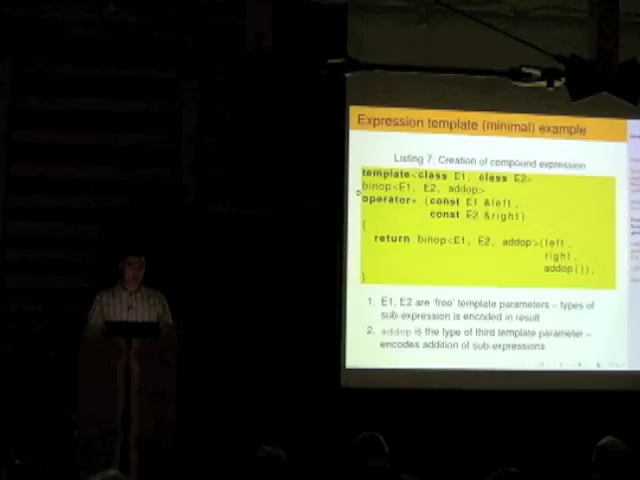 Expression template (minimal) example
Listing 7: Creation of compound expression
template<class E1, class E2>
binop<E1, E2, addop>
operator+ (const E1 &left,
const E2 &right)
{
return binop<E1, E2, addop>(left,
right,
addop());
}
1. E1, E2 are 'free' template parameters – types of
sub-expression is encoded in result
2. addop is the type of third template parameter –
encodes addition of sub-expressions